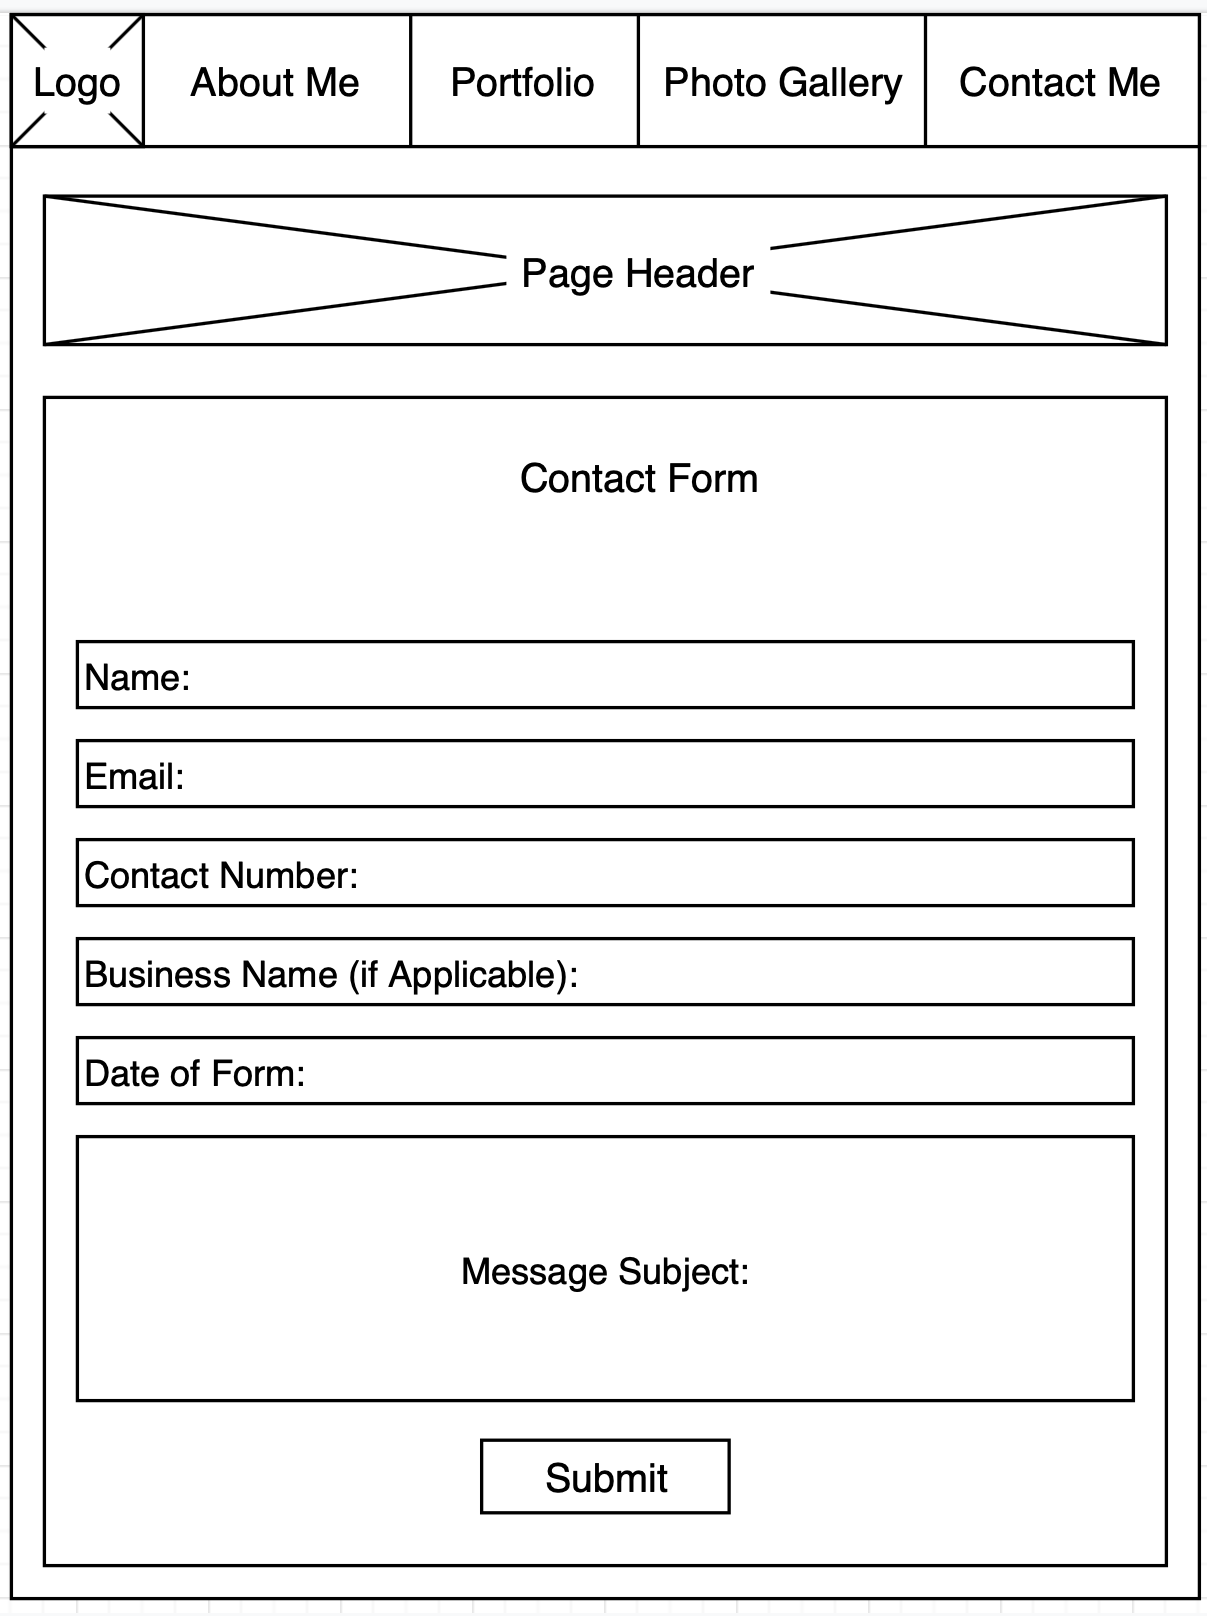 Logo
About Me
Portfolio
Photo Gallery
Contact Me
Page Header
Contact Form
Name:
Email:
Contact Number:
Business Name (if Applicable):
Date of Form:
Message Subject:
Submit